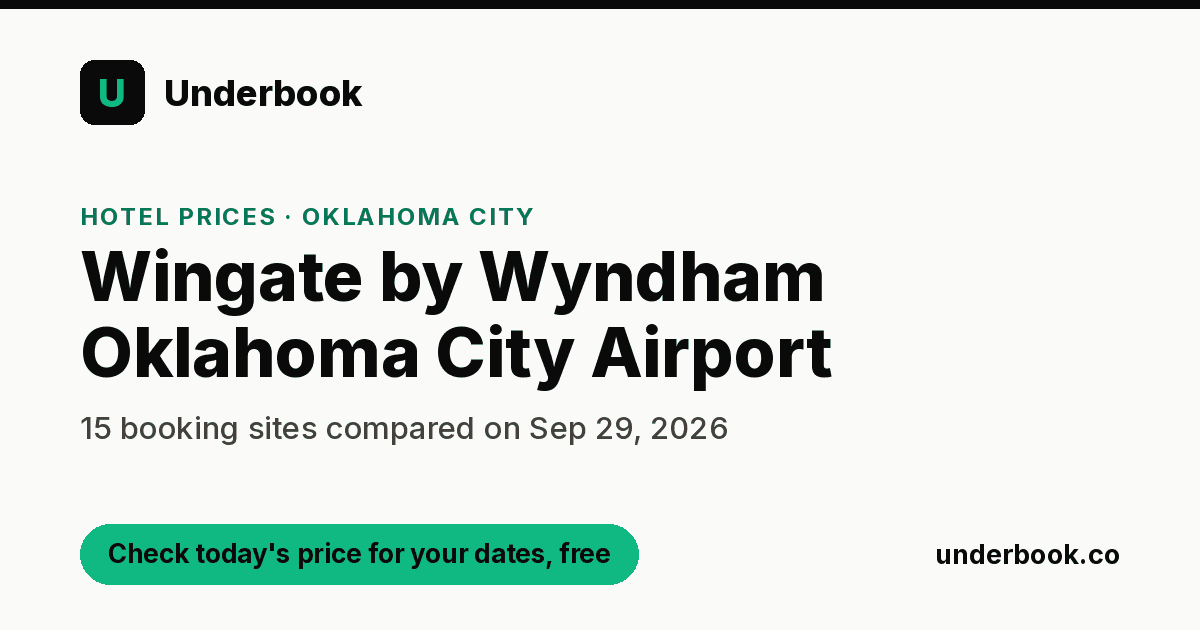 U Underbook
HOTEL PRICES · OKLAHOMA CITY
Wingate by Wyndham
Oklahoma City Airport
15 booking sites compared on Sep 29, 2026
Check today's price for your dates, free
underbook.co